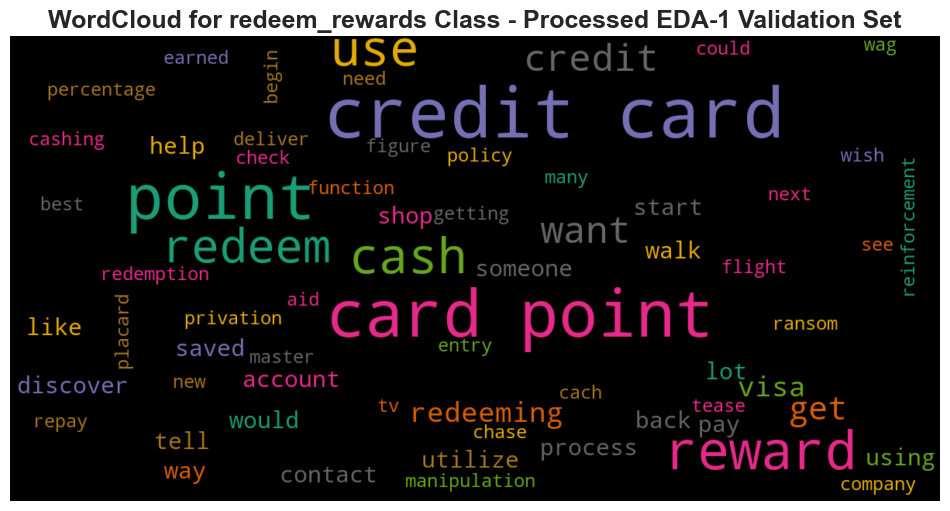 WordCloud for redeem_rewards Class - Processed EDA-1 Validation Set
earned
begin
use
need
credit
could
wag
percentage
credit card
cashing
help
deliver
check
figure
policy
wish
many
reinforcement
best
point
function
shop
getting
start
next
redeem
cash
someone
want
walk
see
redemption
flight
placard
aid
card point
like
privation
ransom
saved
master
entry
discover
new
account
lot
visa
cach
repay
would
tv
redeeming
chase
back
pay
tease
get
tell
way
contact
utilize
manipulation
process
reward
using
company